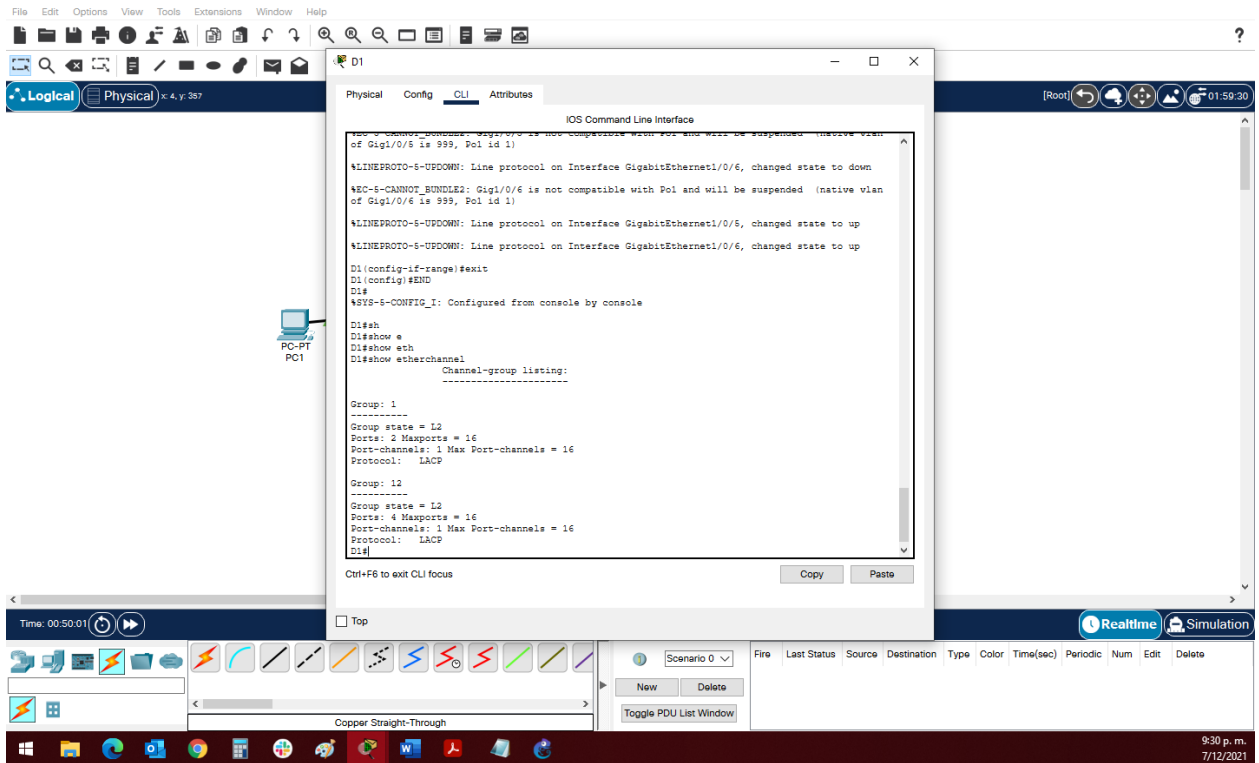 File Edit Options View Tools Extensions Window Help
?
D1
Logical Physical x: 4, y: 357
[Root] 01:59:30
Physical Config CLI Attributes
IOS Command Line Interface
of Gig1/0/5 is 999, Po1 id 1)
%LINEPROTO-5-UPDOWN: Line protocol on Interface GigabitEthernet1/0/6, changed state to down
%EC-5-CANNOT_BUNDLE2: Gig1/0/6 is not compatible with Po1 and will be suspended (native vlan
of Gig1/0/6 is 999, Po1 id 1)
%LINEPROTO-5-UPDOWN: Line protocol on Interface GigabitEthernet1/0/5, changed state to up
%LINEPROTO-5-UPDOWN: Line protocol on Interface GigabitEthernet1/0/6, changed state to up
D1(config-if-range)#exit
D1(config)#END
D1#
%SYS-5-CONFIG_I: Configured from console by console
D1#sh
D1#show e
D1#show eth
D1#show etherchannel
Channel-group listing:
----------------------
Group: 1
----------
Group state = L2
Ports: 2 Maxports = 16
Port-channels: 1 Max Port-channels = 16
Protocol: LACP
Group: 12
----------
Group state = L2
Ports: 4 Maxports = 16
Port-channels: 1 Max Port-channels = 16
Protocol: LACP
D1#
PC-PT
PC1
Ctrl+F6 to exit CLI focus
Copy Paste
Top
Time: 00:50:01
Realtime Simulation
Scenario 0
Fire Last Status Source Destination Type Color Time(sec) Periodic Num Edit Delete
New Delete
Toggle PDU List Window
Copper Straight-Through
9:30 p. m.
7/12/2021